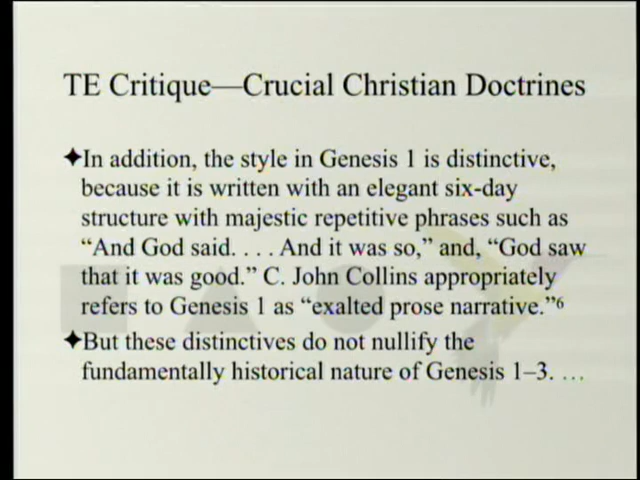 TE Critique—Crucial Christian Doctrines
✦In addition, the style in Genesis 1 is distinctive,
because it is written with an elegant six-day
structure with majestic repetitive phrases such as
“And God said. . . . And it was so,” and, “God saw
that it was good.” C. John Collins appropriately
refers to Genesis 1 as “exalted prose narrative.”6
✦But these distinctives do not nullify the
fundamentally historical nature of Genesis 1–3. …